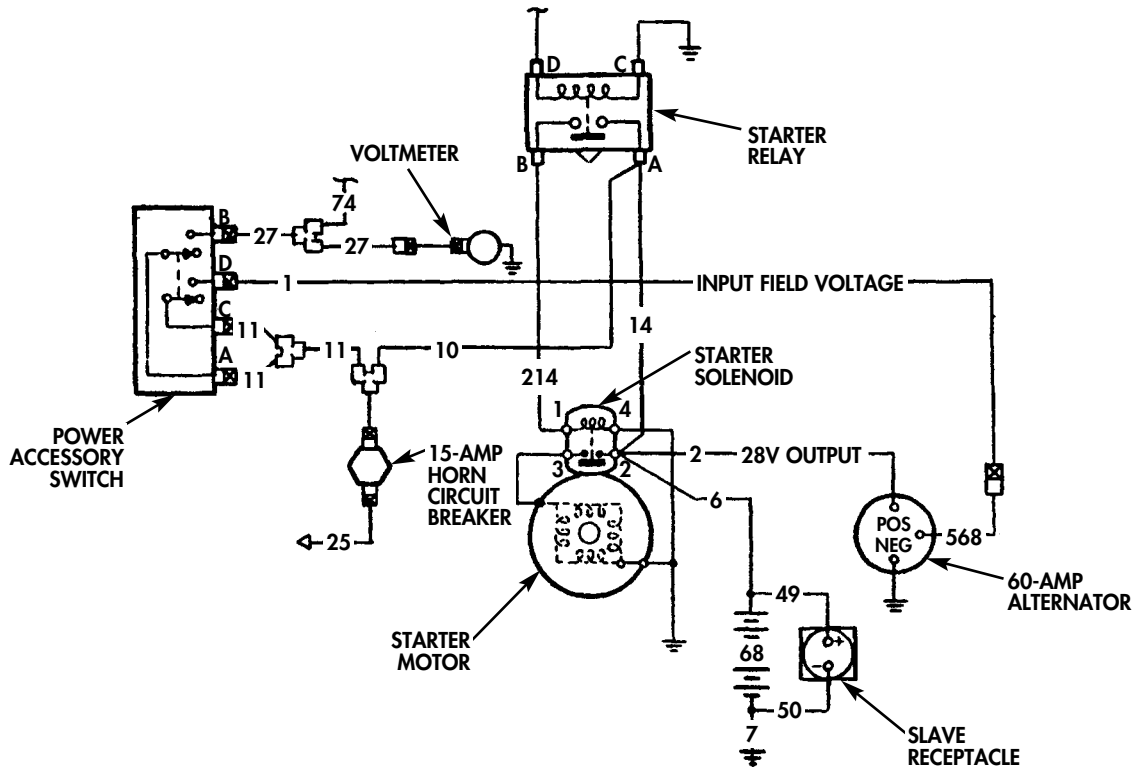 D
C
STARTER
RELAY
B
A
VOLTMETER
74
B
27
27
D
1
INPUT FIELD VOLTAGE
C
11
11
10
14
A
11
214
STARTER
SOLENOID
1
4
3
2
2
28V OUTPUT
6
POWER
ACCESSORY
SWITCH
15-AMP
HORN
CIRCUIT
BREAKER
25
POS
NEG
568
60-AMP
ALTERNATOR
49
STARTER
MOTOR
68
+
−
50
7
SLAVE
RECEPTACLE